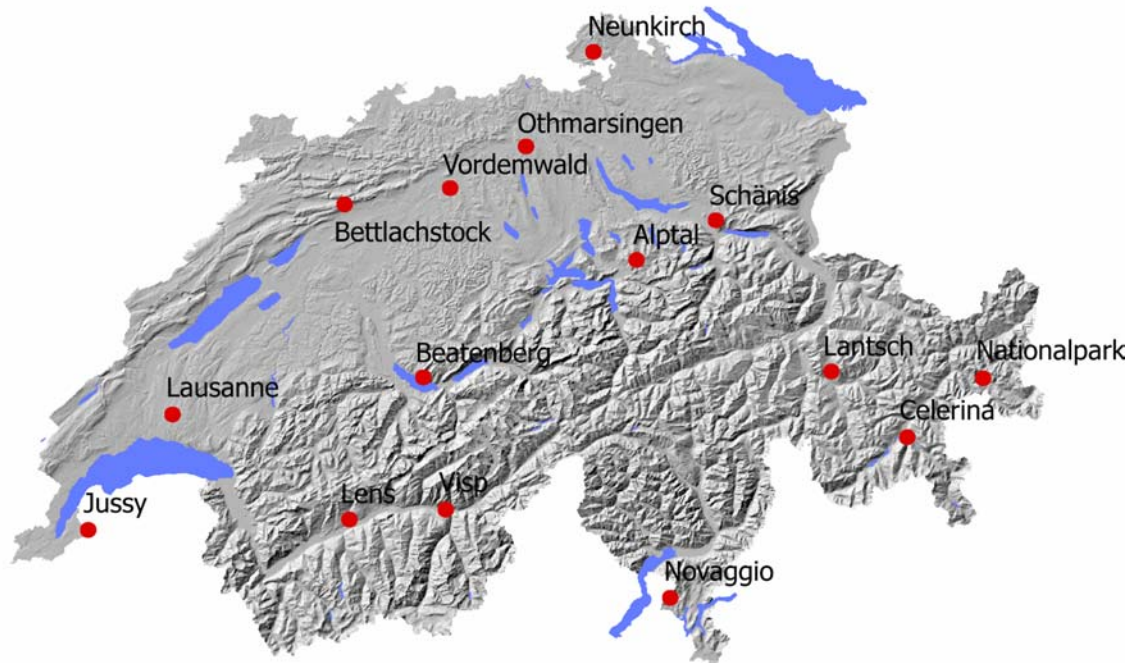 Neunkirch
Othmarsingen
Vordemwald
Schänis
Bettlachstock
Alptal
Beatenberg
Lantsch
Nationalpark
Lausanne
Celerina
Lens
Visp
Jussy
Novaggio